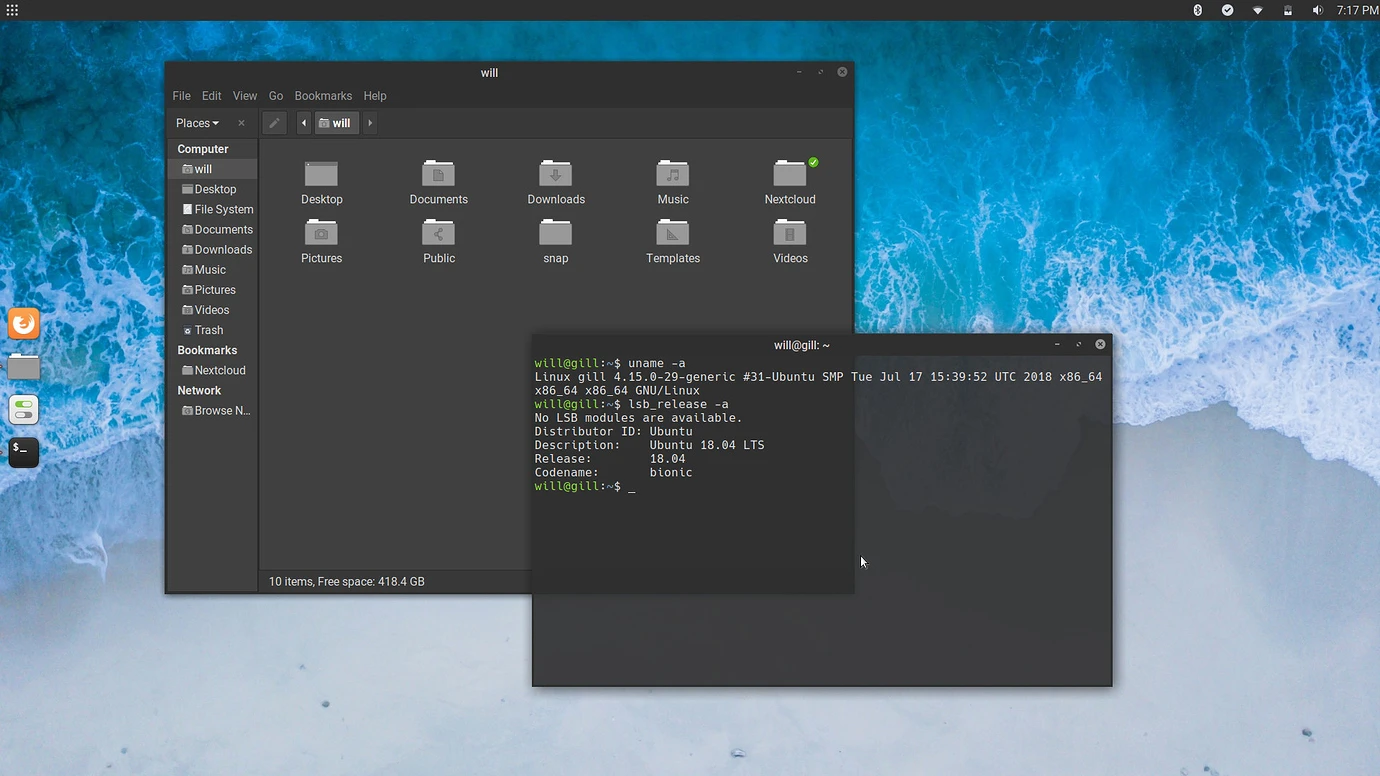 7:17 PM
will
File Edit View Go Bookmarks Help
Places
will
Computer
will
Desktop
File System
Documents
Downloads
Music
Pictures
Videos
Trash
Bookmarks
Nextcloud
Network
Browse N...
Desktop Documents Downloads Music Nextcloud
Pictures Public snap Templates Videos
10 items, Free space: 418.4 GB
will@gill: ~
will@gill:~$ uname -a
Linux gill 4.15.0-29-generic #31-Ubuntu SMP Tue Jul 17 15:39:52 UTC 2018 x86_64
x86_64 x86_64 GNU/Linux
will@gill:~$ lsb_release -a
No LSB modules are available.
Distributor ID: Ubuntu
Description:    Ubuntu 18.04 LTS
Release:        18.04
Codename:       bionic
will@gill:~$ _
$_